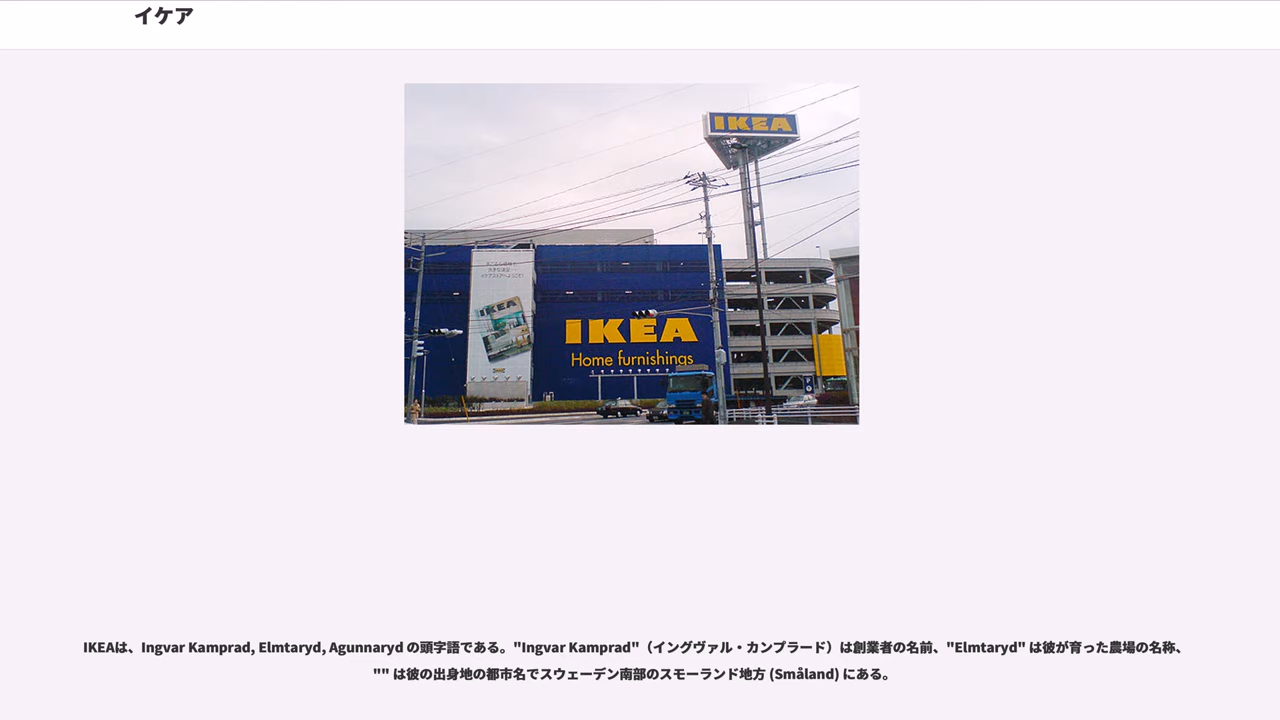 イケア
IKEA
IKEA
IKEA
Home furnishings
IKEAは、Ingvar Kamprad, Elmtaryd, Agunnaryd の頭字語である。"Ingvar Kamprad"（イングヴァル・カンプラード）は創業者の名前、"Elmtaryd" は彼が育った農場の名称、
"" は彼の出身地の都市名でスウェーデン南部のスモーランド地方 (Småland) にある。